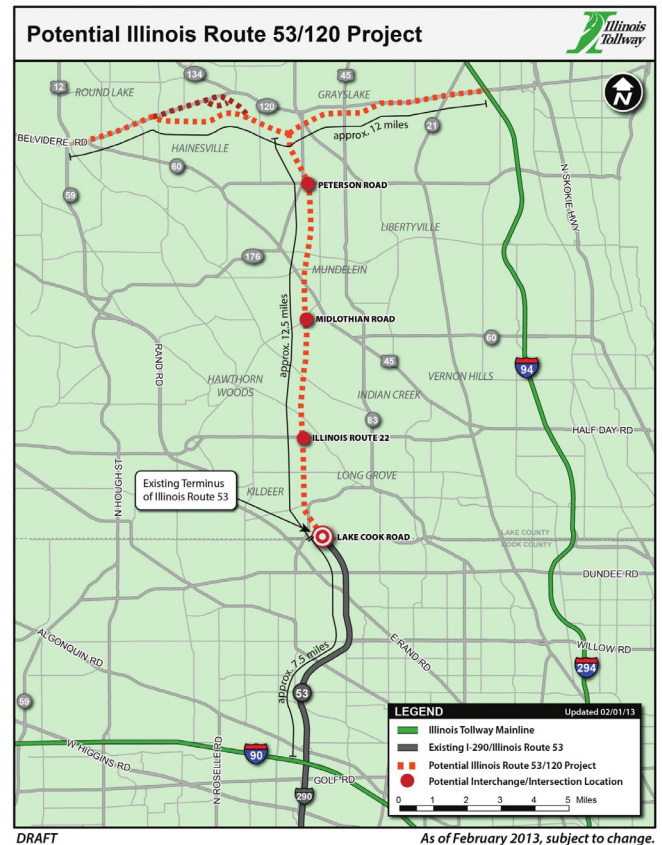 Potential Illinois Route 53/120 Project
Illinois
Tollway
134
45
12
ROUND LAKE
GRAYSLAKE
120
N
BELVIDERE RD
approx. 12 miles
21
HAINESVILLE
60
59
PETERSON ROAD
N SKOKIE HWY
LIBERTYVILLE
176
MUNDELEIN
approx. 12.5 miles
MIDLOTHIAN ROAD
60
RAND RD
45
94
HAWTHORN
WOODS
VERNON HILLS
INDIAN CREEK
83
HALF DAY RD
ILLINOIS ROUTE 22
N HOUGH ST
Existing Terminus
of Illinois Route 53
KILDEER
LONG GROVE
LAKE COOK ROAD
LAKE COUNTY
COOK COUNTY
DUNDEE RD
ALGONQUIN RD
E RAND RD
WILLOW RD
approx. 7.5 miles
294
53
59
W HIGGINS RD
N ROSELLE RD
90
GOLF RD
290
LEGEND
Updated 02/01/13
Illinois Tollway Mainline
Existing I-290/Illinois Route 53
Potential Illinois Route 53/120 Project
Potential Interchange/Intersection Location
0 1 2 3 4 5 Miles
DRAFT
As of February 2013, subject to change.